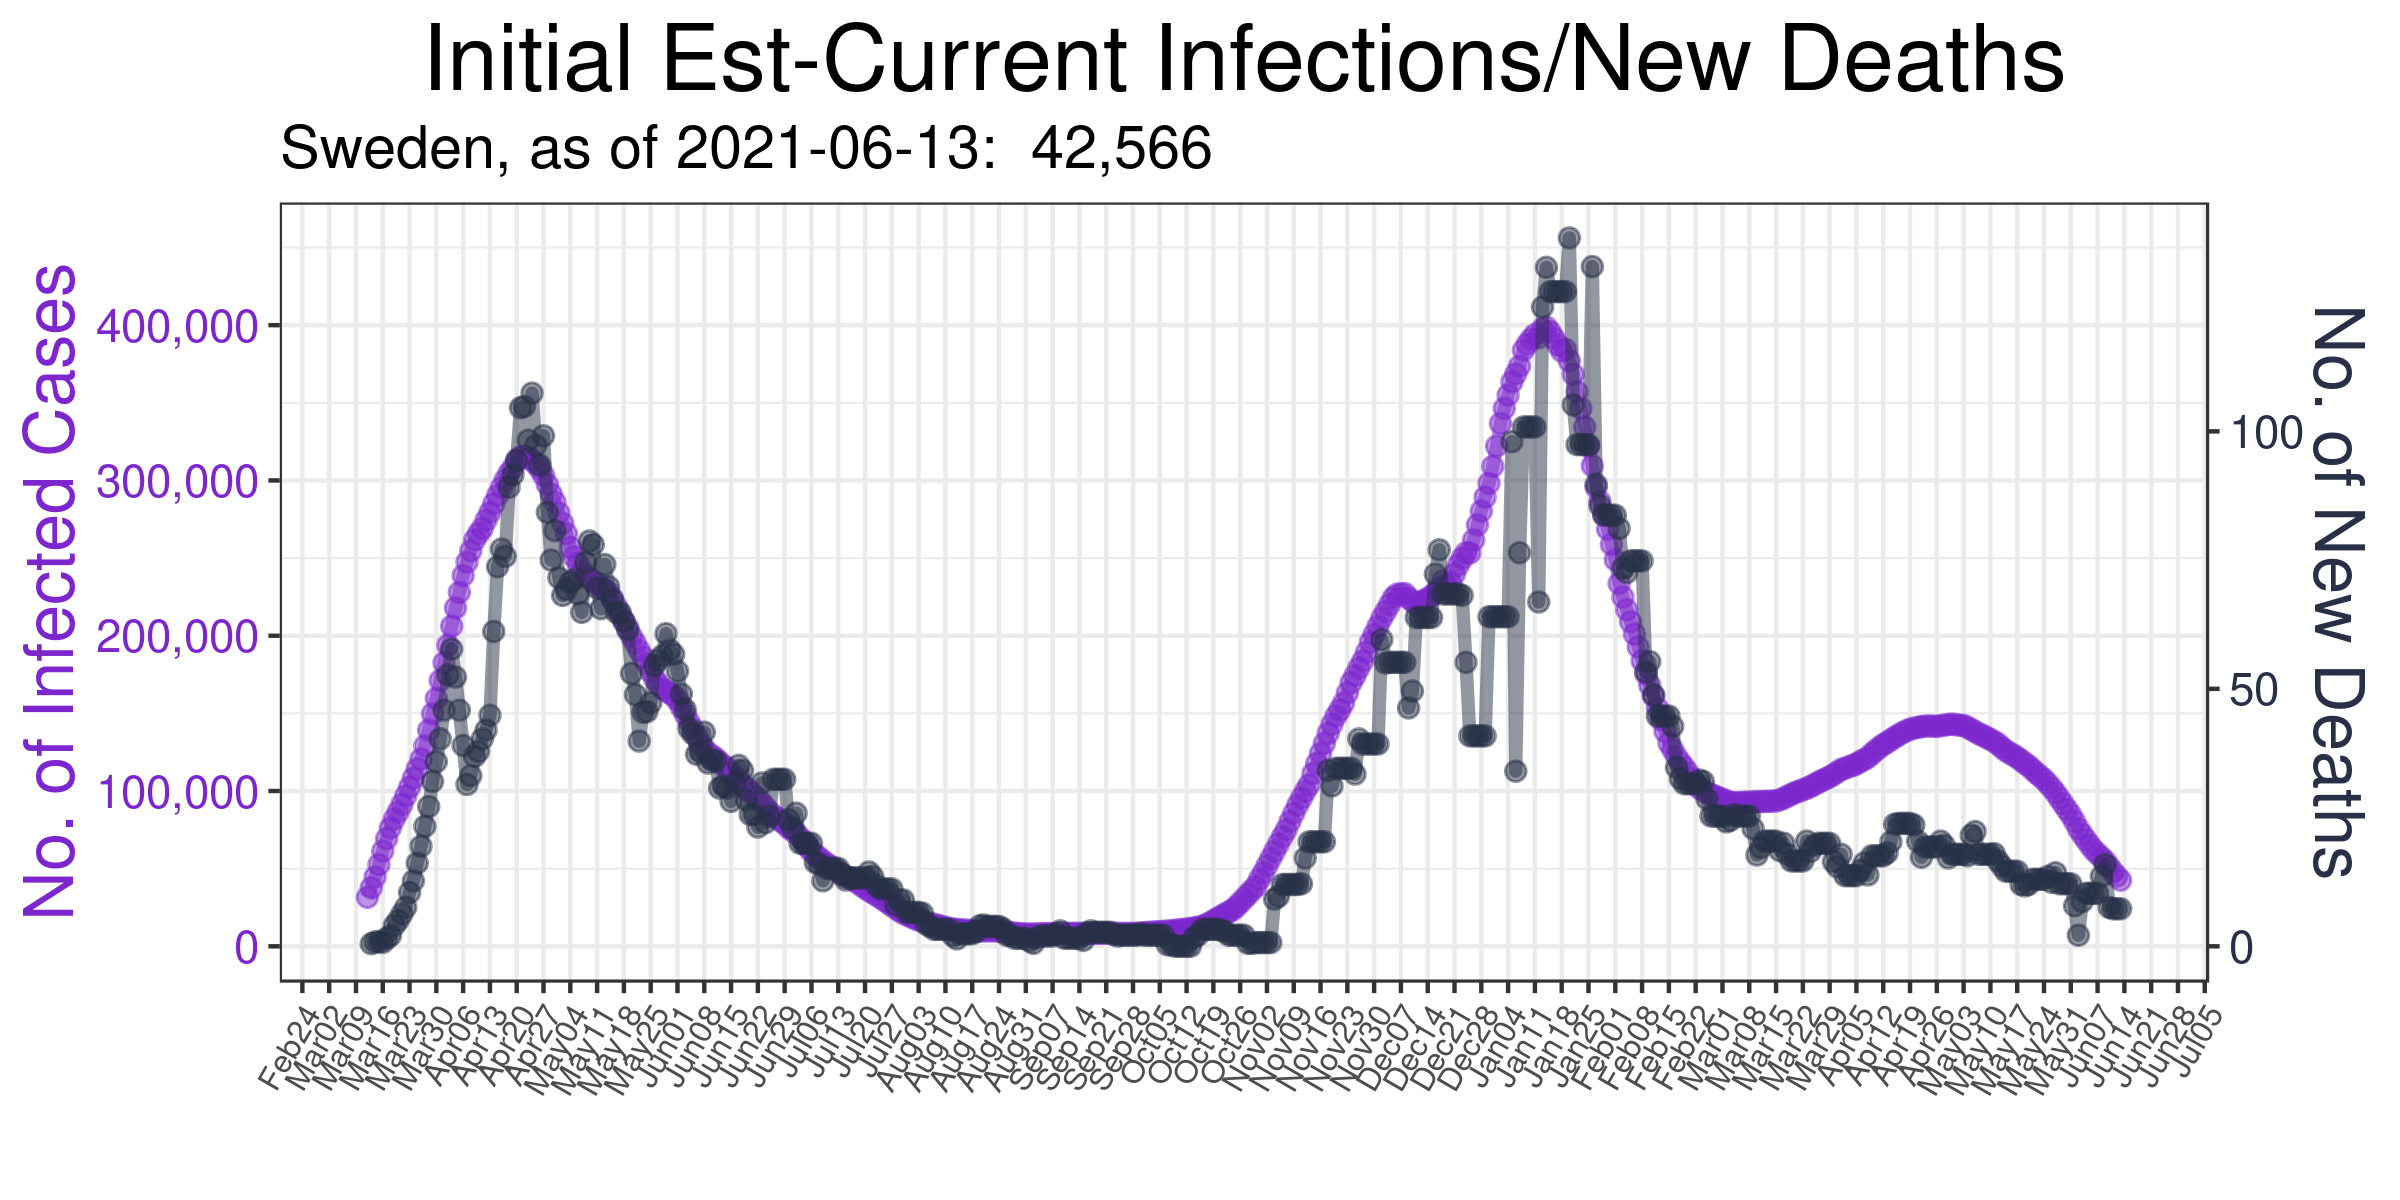 Initial Est-Current Infections/New Deaths
Sweden, as of 2021-06-13: 42,566
No. of Infected Cases
400,000
300,000
200,000
100,000
0
100
50
0
No. of New Deaths
Feb24
Mar02
Mar09
Mar16
Mar23
Mar30
Apr06
Apr13
Apr20
Apr27
May04
May11
May18
May25
Jun01
Jun08
Jun15
Jun22
Jun29
Jul06
Jul13
Jul20
Jul27
Aug03
Aug10
Aug17
Aug24
Aug31
Sep07
Sep14
Sep21
Sep28
Oct05
Oct12
Oct19
Oct26
Nov02
Nov09
Nov16
Nov23
Nov30
Dec07
Dec14
Dec21
Dec28
Jan04
Jan11
Jan18
Jan25
Feb01
Feb08
Feb15
Feb22
Mar01
Mar08
Mar15
Mar22
Mar29
Apr05
Apr12
Apr19
Apr26
May03
May10
May17
May24
May31
Jun07
Jun14
Jun21
Jun28
Jul05